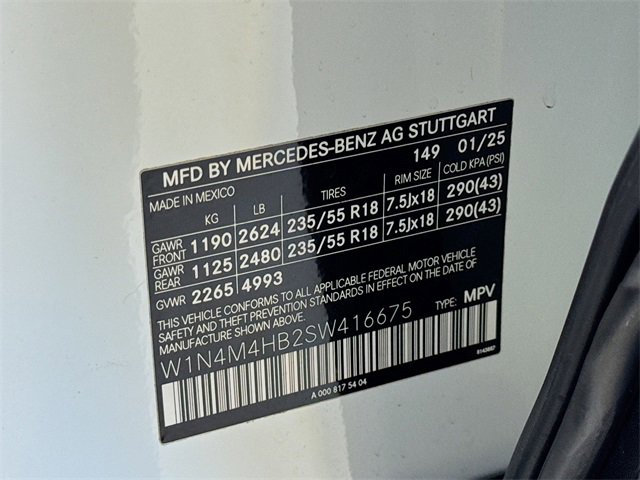 MFD BY MERCEDES-BENZ AG STUTTGART
MADE IN MEXICO 149 01/25
KG LB TIRES RIM SIZE COLD KPA(PSI)
GAWR FRONT 1190 2624 235/55 R18 7.5Jx18 290(43)
GAWR REAR 1125 2480 235/55 R18 7.5Jx18 290(43)
GVWR 2265 4993
THIS VEHICLE CONFORMS TO ALL APPLICABLE FEDERAL MOTOR VEHICLE
SAFETY AND THEFT PREVENTION STANDARDS IN EFFECT ON THE DATE OF
MANUFACTURE SHOWN ABOVE.
W1N4M4HB2SW416675 TYPE: MPV
A 000 817 54 04